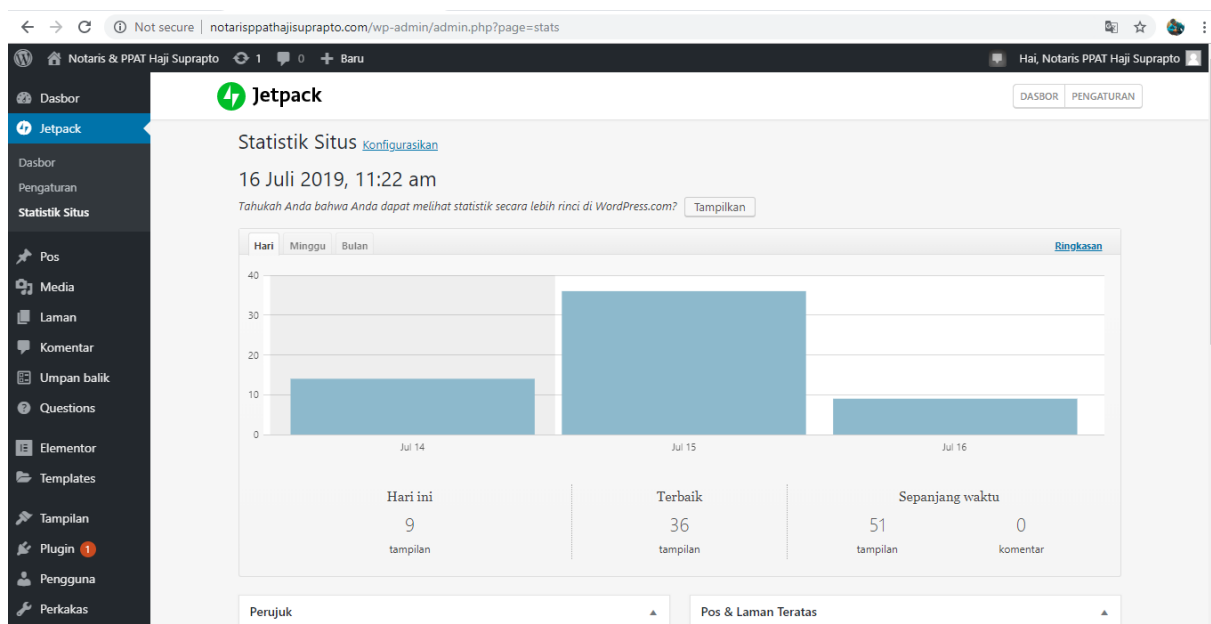 Not secure | notarisppathajisuprapto.com/wp-admin/admin.php?page=stats
Notaris & PPAT Haji Suprapto 1 0 + Baru
Hai, Notaris PPAT Haji Suprapto
Dasbor
Jetpack
Dasbor
Pengaturan
Statistik Situs
Pos
Media
Laman
Komentar
Umpan balik
Questions
Elementor
Templates
Tampilan
Plugin 1
Pengguna
Perkakas
Jetpack
DASBOR PENGATURAN
Statistik Situs Konfigurasikan
16 Juli 2019, 11:22 am
Tahukah Anda bahwa Anda dapat melihat statistik secara lebih rinci di WordPress.com? Tampilkan
Hari Minggu Bulan Ringkasan
40
30
20
10
0
Jul 14 Jul 15 Jul 16
Hari ini Terbaik Sepanjang waktu
9 36 51 0
tampilan tampilan tampilan komentar
Perujuk Pos & Laman Teratas